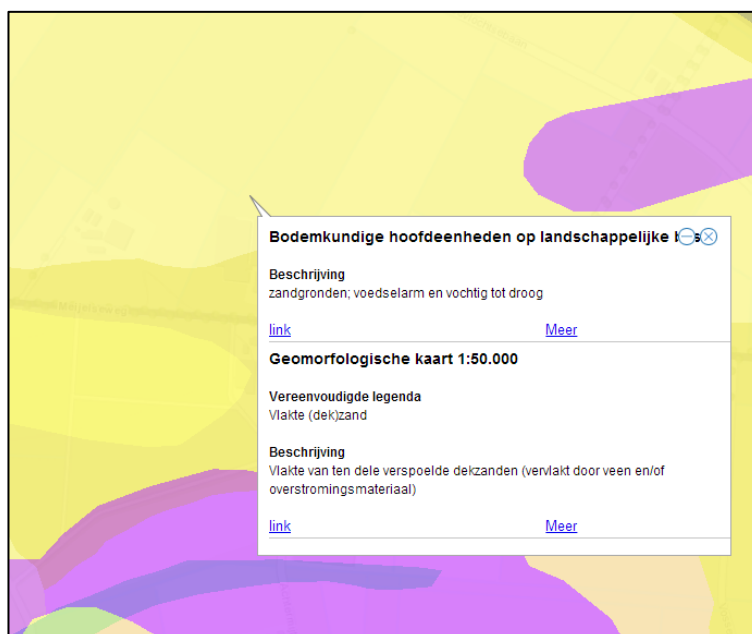 Bodemkundige hoofdeenheden op landschappelijke
Beschrijving
zandgronden; voedselarm en vochtig tot droog
link Meer
Geomorfologische kaart 1:50.000
Vereenvoudigde legenda
Vlakte (dek)zand
Beschrijving
Vlakte van ten dele verspoelde dekzanden (vervlakt door veen en/of
overstromingsmateriaal)
link Meer